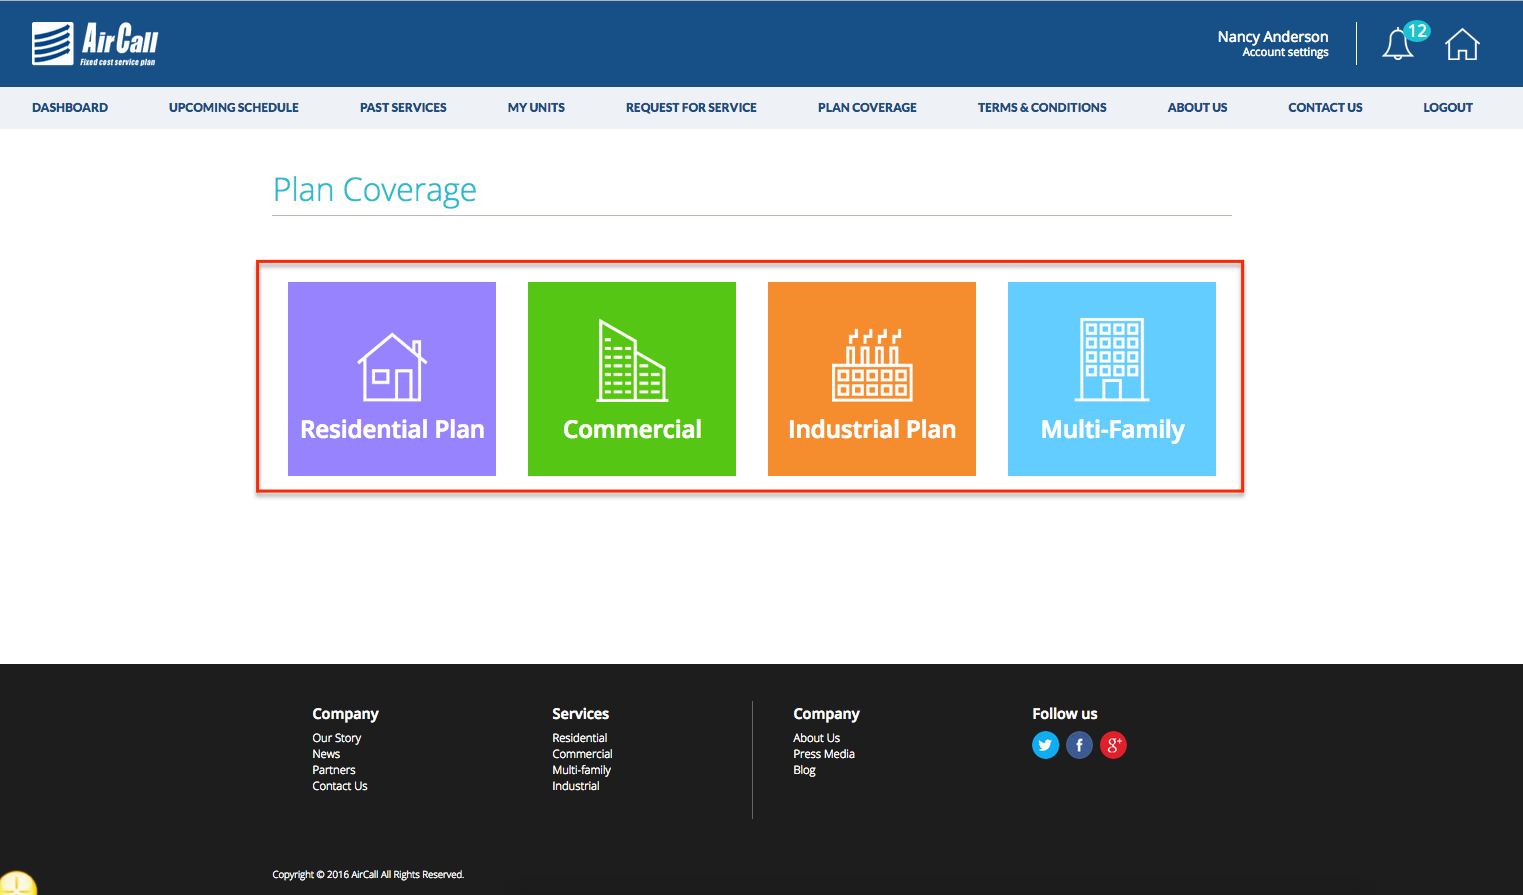 AirCall
Fixed cost service plan
Nancy Anderson
Account settings
12
DASHBOARD UPCOMING SCHEDULE PAST SERVICES MY UNITS REQUEST FOR SERVICE PLAN COVERAGE TERMS & CONDITIONS ABOUT US CONTACT US LOGOUT
Plan Coverage
Residential Plan
Commercial
Industrial Plan
Multi-Family
Company
Our Story
News
Partners
Contact Us
Services
Residential
Commercial
Multi-family
Industrial
Company
About Us
Press Media
Blog
Follow us
f
g+
Copyright © 2016 AirCall All Rights Reserved.